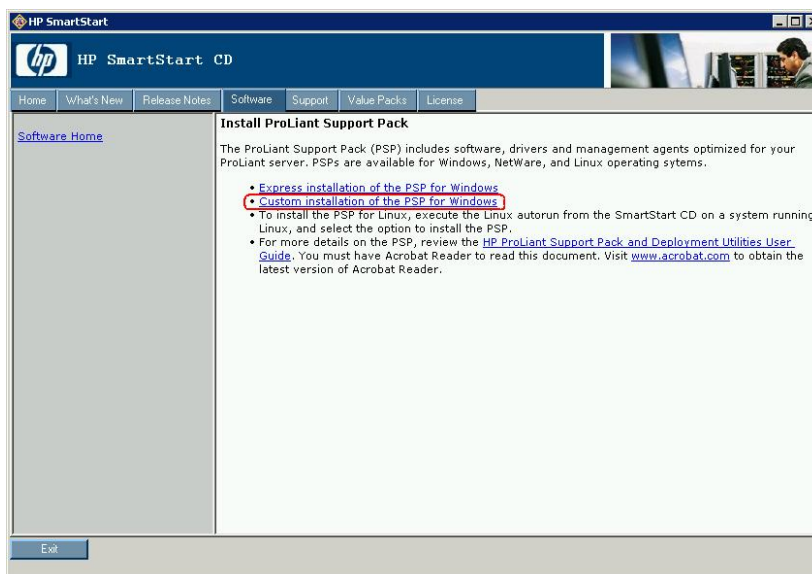 HP SmartStart
hp HP SmartStart CD
Home What's New Release Notes Software Support Value Packs License
Software Home
Install ProLiant Support Pack
The ProLiant Support Pack (PSP) includes software, drivers and management agents optimized for your
ProLiant server. PSPs are available for Windows, NetWare, and Linux operating sytems.
• Express installation of the PSP for Windows
• Custom installation of the PSP for Windows
• To install the PSP for Linux, execute the Linux autorun from the SmartStart CD on a system running
Linux, and select the option to install the PSP.
• For more details on the PSP, review the HP ProLiant Support Pack and Deployment Utilities User
Guide. You must have Acrobat Reader to read this document. Visit www.acrobat.com to obtain the
latest version of Acrobat Reader.
Exit